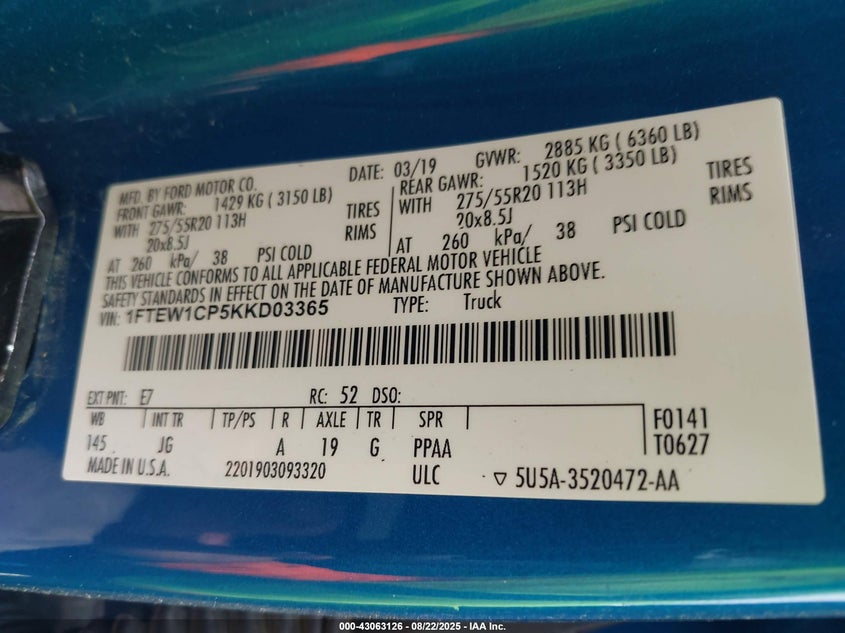 MFD. BY FORD MOTOR CO. DATE: 03/19 GVWR: 2885 KG ( 6360 LB)
FRONT GAWR: 1429 KG ( 3150 LB) REAR GAWR: 1520 KG ( 3350 LB)
WITH 275/55R20 113H TIRES WITH 275/55R20 113H TIRES
20x8.5J RIMS 20x8.5J RIMS
AT 260 kPa/ 38 PSI COLD AT 260 kPa/ 38 PSI COLD
THIS VEHICLE CONFORMS TO ALL APPLICABLE FEDERAL MOTOR VEHICLE
SAFETY STANDARDS IN EFFECT ON THE DATE OF MANUFACTURE SHOWN ABOVE.
VIN: 1FTEW1CP5KKD03365 TYPE: Truck
EXT PNT: E7 RC: 52 DSO:
WB INT TR TP/PS R AXLE TR SPR F0141
145 JG A 19 G PPAA T0627
MADE IN U.S.A. 2201903093320 ULC ▽ 5U5A-3520472-AA
000-43063126 - 08/22/2025 - IAA Inc.